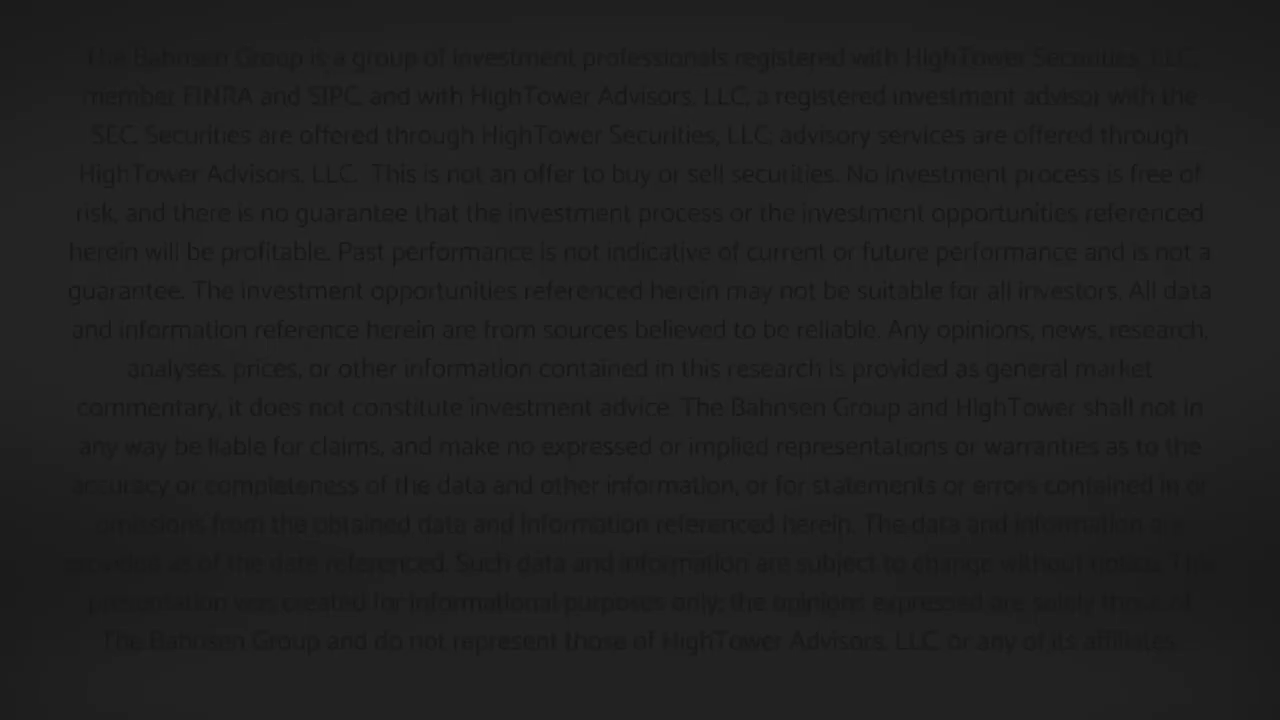 The Bahnsen Group is a group of investment professionals registered with HighTower Securities, LLC,
member FINRA and SIPC, and with HighTower Advisors, LLC, a registered investment advisor with the
SEC. Securities are offered through HighTower Securities, LLC; advisory services are offered through
HighTower Advisors, LLC. This is not an offer to buy or sell securities. No investment process is free of
risk, and there is no guarantee that the investment process or the investment opportunities referenced
herein will be profitable. Past performance is not indicative of current or future performance and is not a
guarantee. The investment opportunities referenced herein may not be suitable for all investors. All data
and information reference herein are from sources believed to be reliable. Any opinions, news, research,
analyses, prices, or other information contained in this research is provided as general market
commentary, it does not constitute investment advice. The Bahnsen Group and HighTower shall not in
any way be liable for claims, and make no expressed or implied representations or warranties as to the
accuracy or completeness of the data and other information, or for statements or errors contained in or
omissions from the obtained data and information referenced herein. The data and information are
provided as of the date referenced. Such data and information are subject to change without notice. This
presentation was created for informational purposes only; the opinions expressed are solely those of
The Bahnsen Group and do not represent those of HighTower Advisors, LLC, or any of its affiliates.